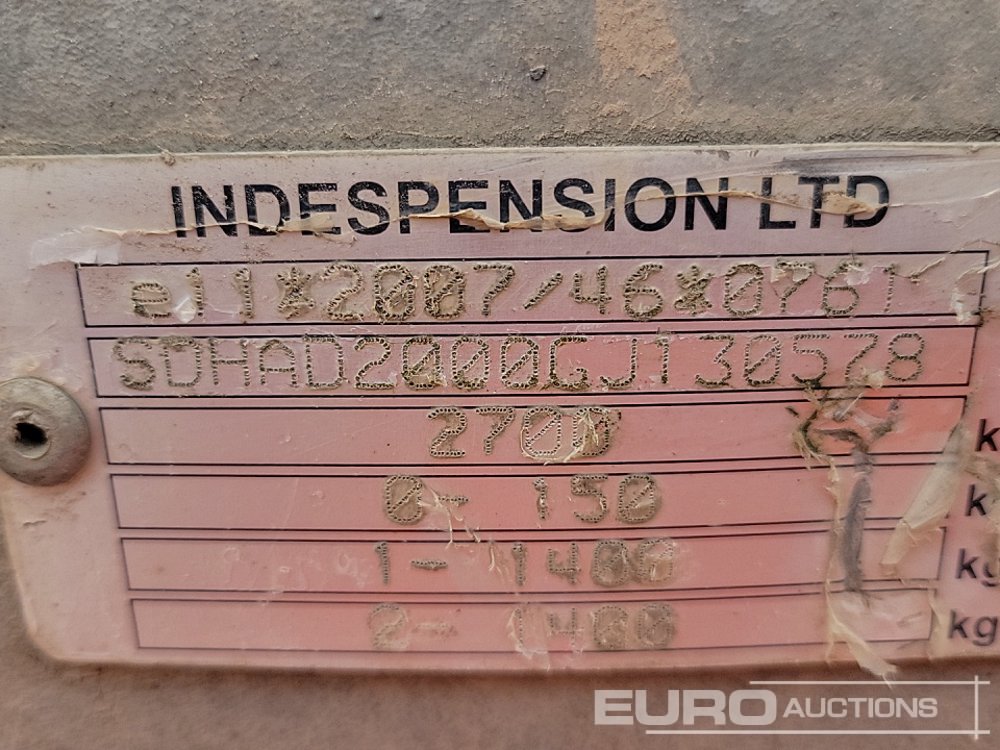 INDESPENSION LTD
e11*2007/46*0761
SDHAD2000GJ130578
2700 k
0- 150 k
1- 1400 kg
2- 1400 kg
EURO AUCTIONS